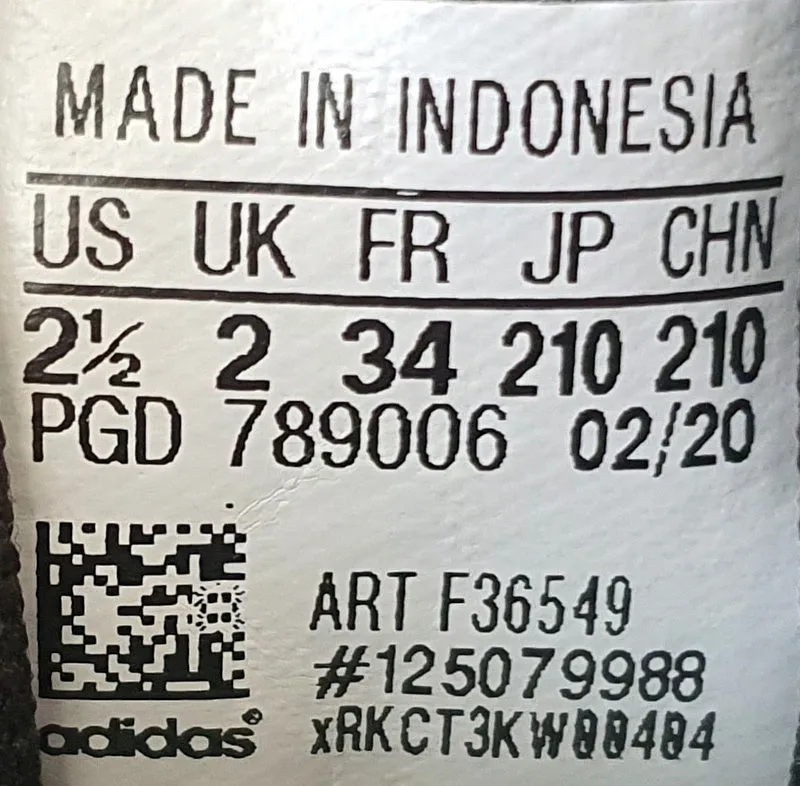 MADE IN INDONESIA
US UK FR JP CHN
2½ 2 34 210 210
PGD 789006 02/20
ART F36549
#125079988
xRKCT3KW00404
adidas®